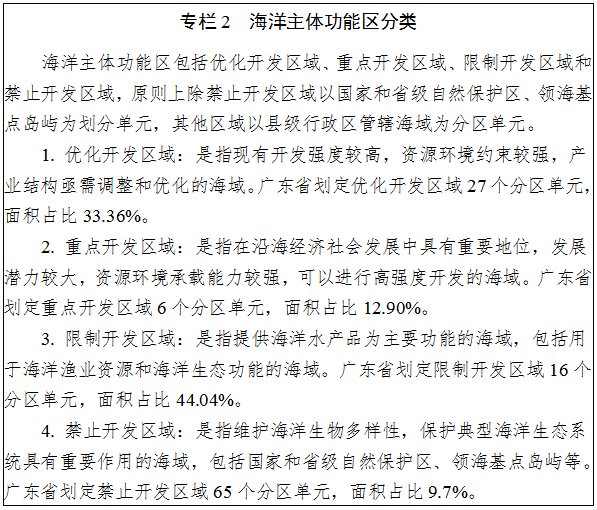 专栏 2　海洋主体功能区分类
海洋主体功能区包括优化开发区域、重点开发区域、限制开发区域和
禁止开发区域，原则上除禁止开发区域以国家和省级自然保护区、领海基
点岛屿为划分单元，其他区域以县级行政区管辖海域为分区单元。
1. 优化开发区域：是指现有开发强度较高，资源环境约束较强，产
业结构亟需调整和优化的海域。广东省划定优化开发区域 27 个分区单元，
面积占比 33.36%。
2. 重点开发区域：是指在沿海经济社会发展中具有重要地位，发展
潜力较大，资源环境承载能力较强，可以进行高强度开发的海域。广东省
划定重点开发区域 6 个分区单元，面积占比 12.90%。
3. 限制开发区域：是指提供海洋水产品为主要功能的海域，包括用
于海洋渔业资源和海洋生态功能的海域。广东省划定限制开发区域 16 个
分区单元，面积占比 44.04%。
4. 禁止开发区域：是指维护海洋生物多样性，保护典型海洋生态系
统具有重要作用的海域，包括国家和省级自然保护区、领海基点岛屿等。
广东省划定禁止开发区域 65 个分区单元，面积占比 9.7%。